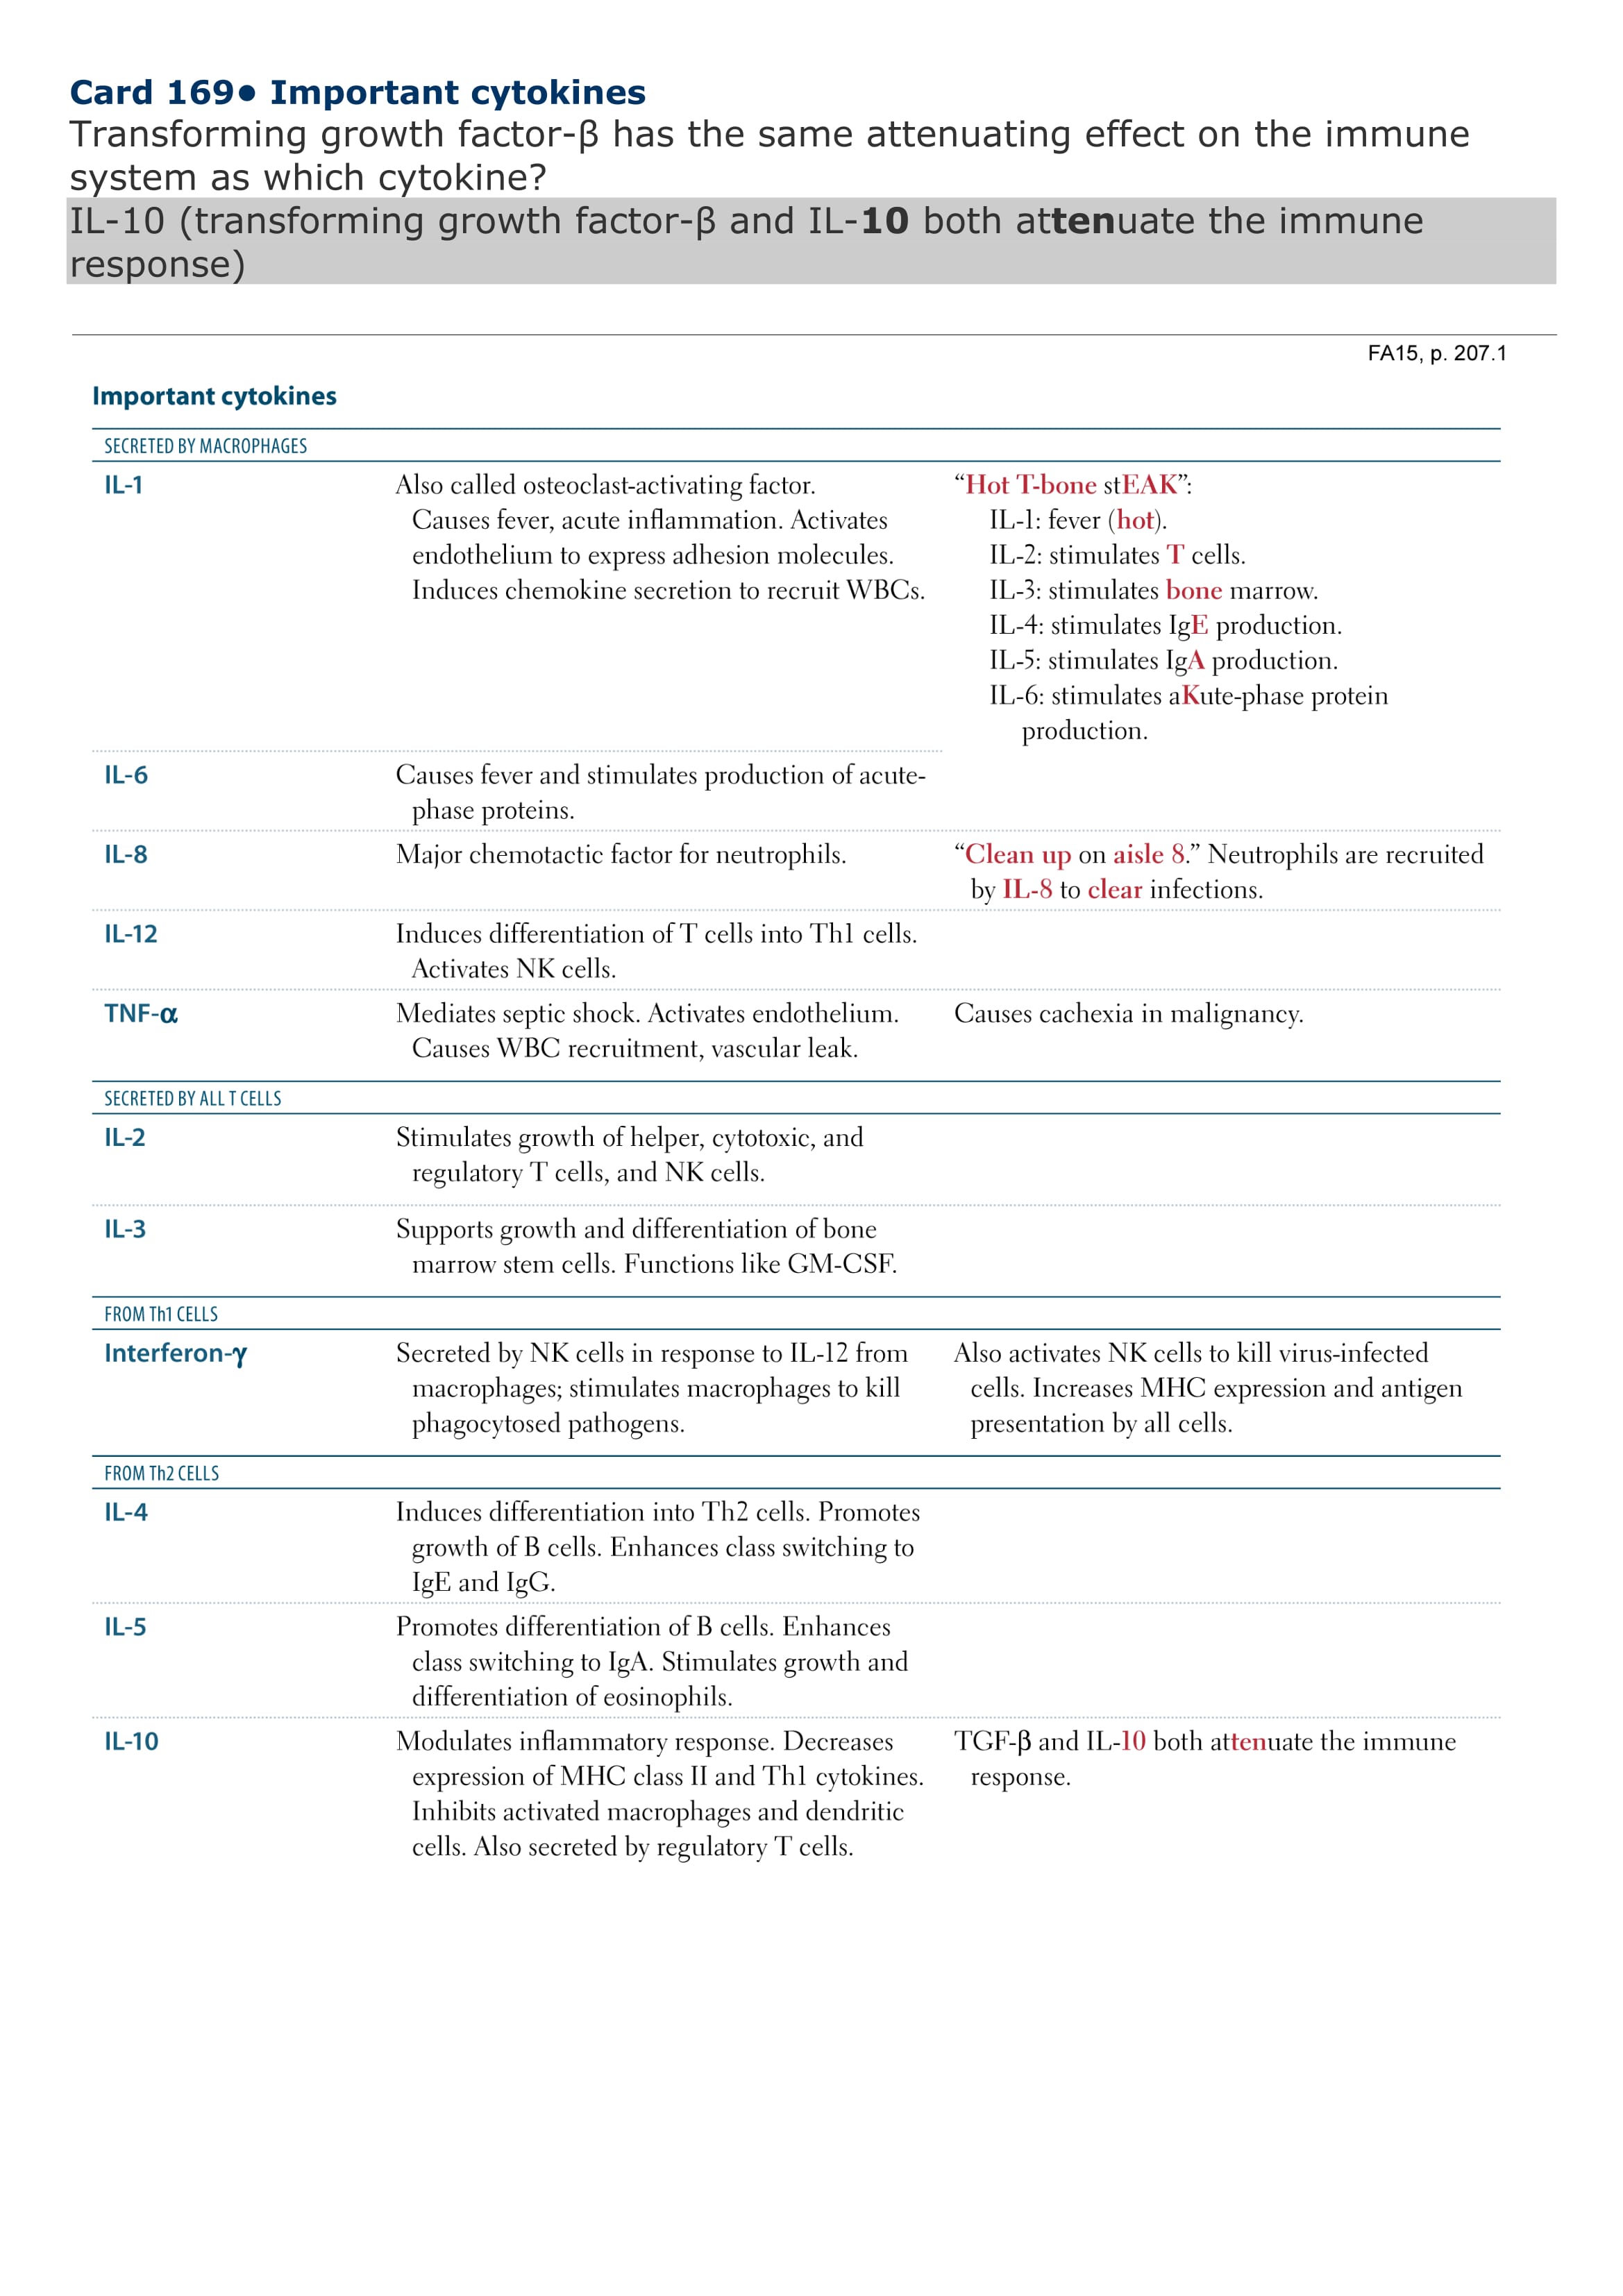 Card 169• Important cytokines
Transforming growth factor-β has the same attenuating effect on the immune
system as which cytokine?
IL-10 (transforming growth factor-β and IL-10 both attenuate the immune
response)
FA15, p. 207.1
Important cytokines
SECRETED BY MACROPHAGES
IL-1
Also called osteoclast-activating factor.
Causes fever, acute inflammation. Activates
endothelium to express adhesion molecules.
Induces chemokine secretion to recruit WBCs.
“Hot T-bone stEAK”:
IL-1: fever (hot).
IL-2: stimulates T cells.
IL-3: stimulates bone marrow.
IL-4: stimulates IgE production.
IL-5: stimulates IgA production.
IL-6: stimulates aKute-phase protein
production.
IL-6
Causes fever and stimulates production of acute-
phase proteins.
IL-8
Major chemotactic factor for neutrophils.
“Clean up on aisle 8.” Neutrophils are recruited
by IL-8 to clear infections.
IL-12
Induces differentiation of T cells into Th1 cells.
Activates NK cells.
TNF-α
Mediates septic shock. Activates endothelium.
Causes WBC recruitment, vascular leak.
Causes cachexia in malignancy.
SECRETED BY ALL T CELLS
IL-2
Stimulates growth of helper, cytotoxic, and
regulatory T cells, and NK cells.
IL-3
Supports growth and differentiation of bone
marrow stem cells. Functions like GM-CSF.
FROM Th1 CELLS
Interferon-γ
Secreted by NK cells in response to IL-12 from
macrophages; stimulates macrophages to kill
phagocytosed pathogens.
Also activates NK cells to kill virus-infected
cells. Increases MHC expression and antigen
presentation by all cells.
FROM Th2 CELLS
IL-4
Induces differentiation into Th2 cells. Promotes
growth of B cells. Enhances class switching to
IgE and IgG.
IL-5
Promotes differentiation of B cells. Enhances
class switching to IgA. Stimulates growth and
differentiation of eosinophils.
IL-10
Modulates inflammatory response. Decreases
expression of MHC class II and Th1 cytokines.
Inhibits activated macrophages and dendritic
cells. Also secreted by regulatory T cells.
TGF-β and IL-10 both attenuate the immune
response.